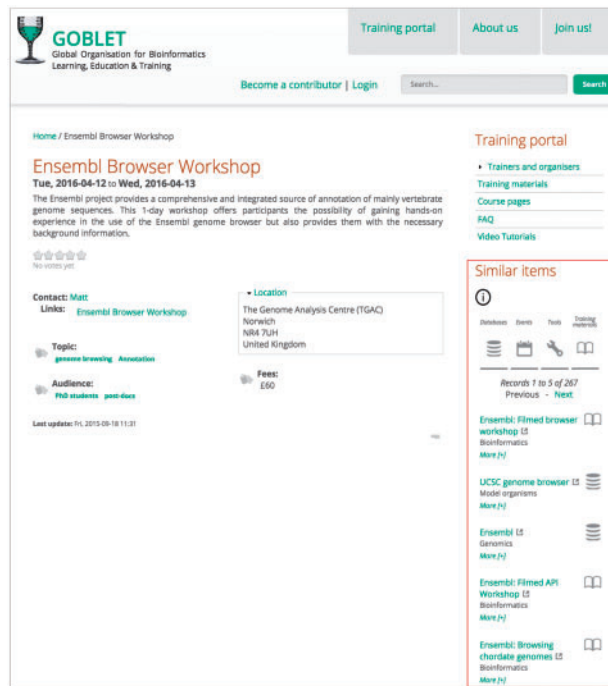 GOBLET
Global Organisation for Bioinformatics
Learning, Education & Training
Training portal
About us
Join us!
Become a contributor | Login
Search...
Search
Home / Ensembl Browser Workshop
Ensembl Browser Workshop
Tue, 2016-04-12 to Wed, 2016-04-13
The Ensembl project provides a comprehensive and integrated source of annotation of mainly vertebrate
genome sequences. This 1-day workshop offers participants the possibility of gaining hands-on
experience in the use of the Ensembl genome browser but also provides them with the necessary
background information.
No votes yet
Contact: Matt
Links: Ensembl Browser Workshop
Topic:
genome browsing Annotation
Audience:
PhD students post-docs
Last update: Fri, 2015-09-18 11:31
Location
The Genome Analysis Centre (TGAC)
Norwich
NR4 7UH
United Kingdom
Fees:
£60
Training portal
Trainers and organisers
Training materials
Course pages
FAQ
Video Tutorials
Similar items
Databases Events Tools Training materials
Records 1 to 5 of 267
Previous - Next
Ensembl: Filmed browser
workshop
Bioinformatics
More [+]
UCSC genome browser
Model organisms
More [+]
Ensembl
Genomics
More [+]
Ensembl: Filmed API
Workshop
Bioinformatics
More [+]
Ensembl: Browsing
chordate genomes
Bioinformatics
More [+]